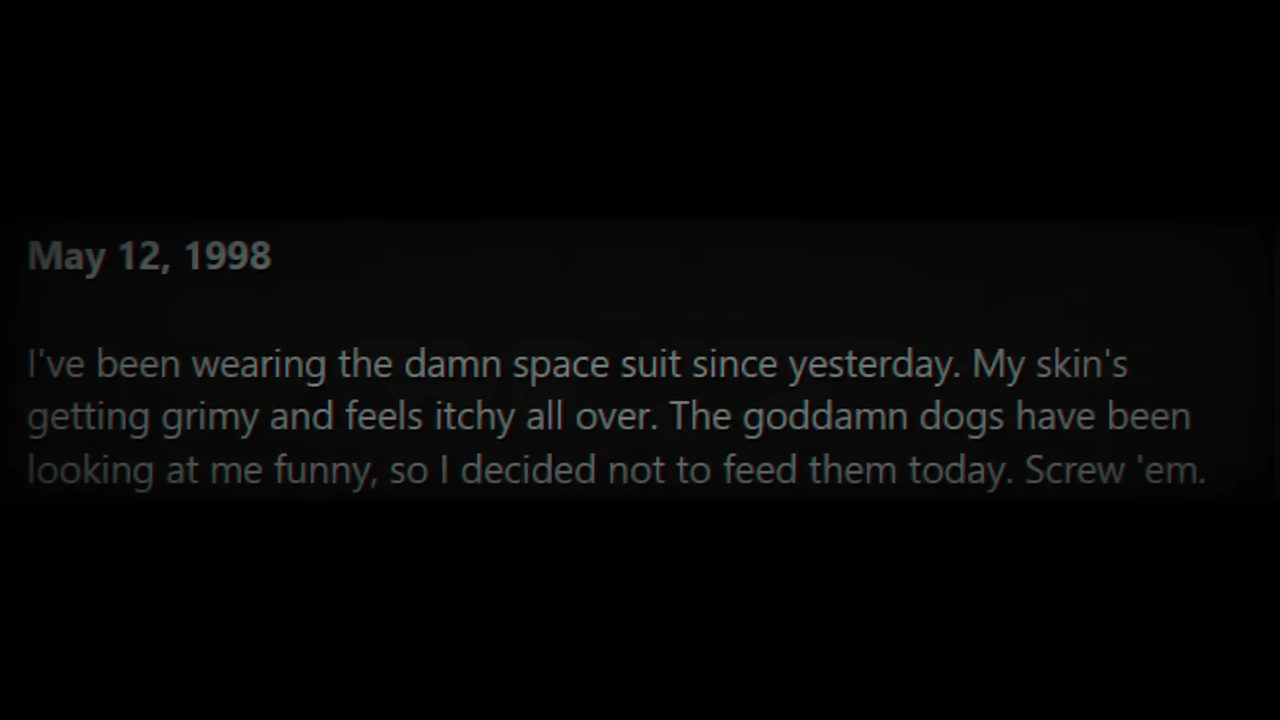 May 12, 1998
I've been wearing the damn space suit since yesterday. My skin's
getting grimy and feels itchy all over. The goddamn dogs have been
looking at me funny, so I decided not to feed them today. Screw 'em.